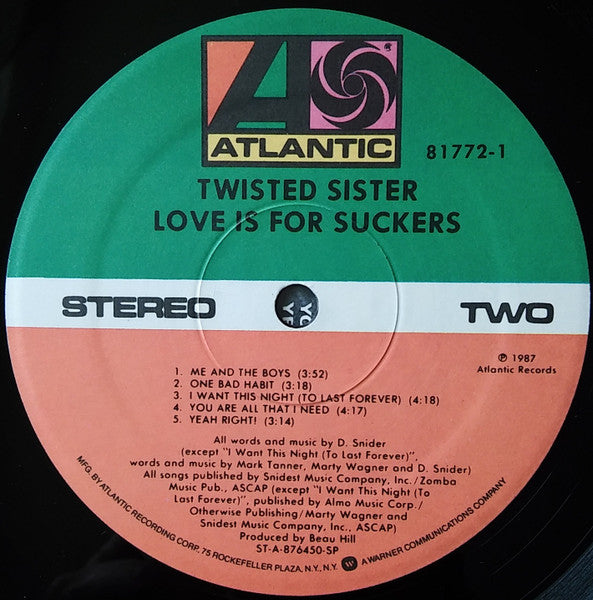 ATLANTIC
81772-1
TWISTED SISTER
LOVE IS FOR SUCKERS
STEREO
TWO
1. ME AND THE BOYS (3:52)
2. ONE BAD HABIT (3:18)
3. I WANT THIS NIGHT (TO LAST FOREVER) (4:18)
4. YOU ARE ALL THAT I NEED (4:17)
5. YEAH RIGHT! (3:14)
℗ 1987
Atlantic Records
All words and music by D. Snider
(except "I Want This Night (To Last Forever)",
words and music by Mark Tanner, Marty Wagner and D. Snider)
All songs published by Snidest Music Company, Inc./Zomba
Music Pub., ASCAP (except "I Want This Night (To
Last Forever)", published by Almo Music Corp./
Otherwise Publishing/Marty Wagner and
Snidest Music Company, Inc., ASCAP)
Produced by Beau Hill
ST-A-876450-SP
MFG. BY ATLANTIC RECORDING CORP., 75 ROCKEFELLER PLAZA, N.Y., N.Y. A WARNER COMMUNICATIONS COMPANY